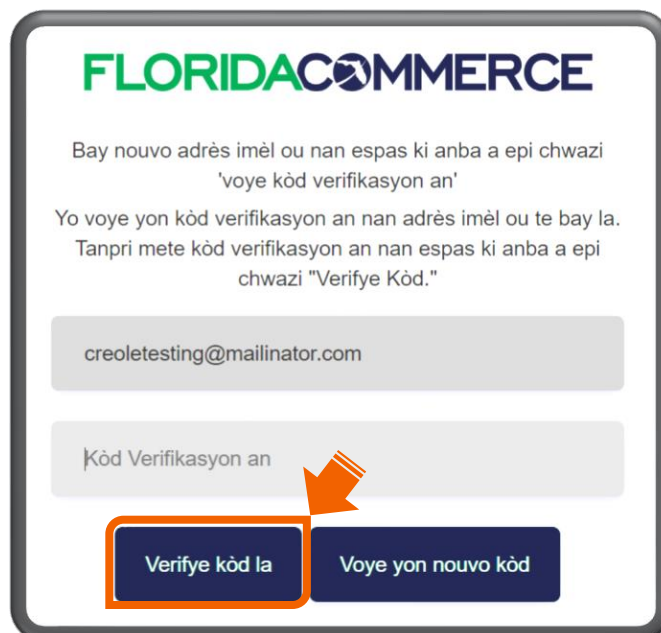 FLORIDACOMMERCE
Bay nouvo adrès imèl ou nan espas ki anba a epi chwazi
'voye kòd verifikasyon an'
Yo voye yon kòd verifikasyon an nan adrès imèl ou te bay la.
Tanpri mete kòd verifikasyon an nan espas ki anba a epi
chwazi "Verifye Kòd."
creoletesting@mailinator.com
Kòd Verifikasyon an
Verifye kòd la Voye yon nouvo kòd